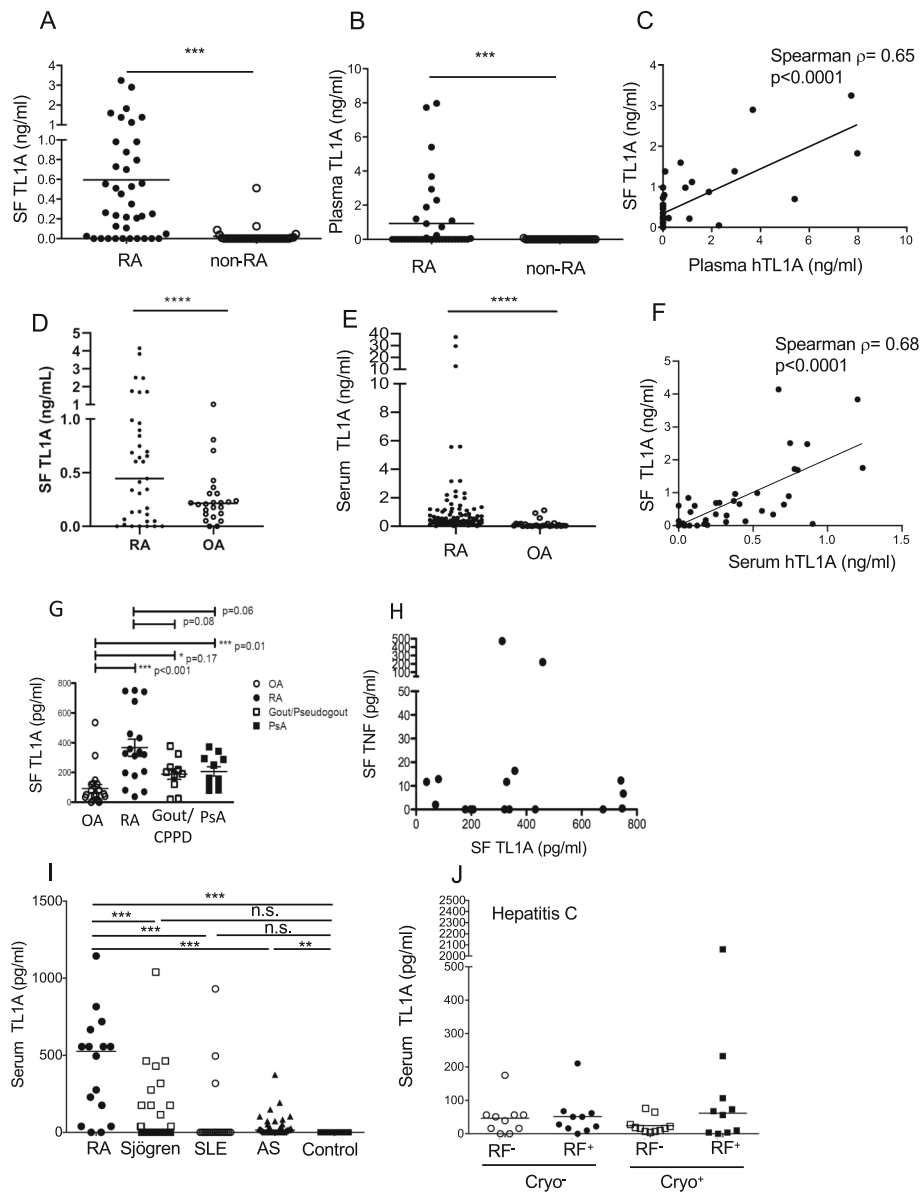 A
***
SF TL1A (ng/ml)
4
3
2
1
1.0
0.8
0.6
0.4
0.2
0.0
RA
non-RA
B
***
Plasma TL1A (ng/ml)
10
8
6
4
2
0
RA
non-RA
C
Spearman ρ= 0.65
p<0.0001
SF TL1A (ng/ml)
4
3
2
1
0
0 2 4 6 8 10
Plasma hTL1A (ng/ml)
D
****
SF TL1A (ng/mL)
5
4
3
2
1
1.0
0.5
0.0
RA
OA
E
****
Serum TL1A (ng/ml)
40
30
20
10
8
6
4
2
0
RA
OA
F
Spearman ρ= 0.68
p<0.0001
SF TL1A (ng/ml)
5
4
3
2
1
0
0.0 0.5 1.0 1.5
Serum hTL1A (ng/ml)
G
p=0.06
p=0.08
*** p=0.01
* p=0.17
*** p<0.001
SF TL1A (pg/ml)
800
600
400
200
0
OA
RA
Gout/Pseudogout
PsA
OA RA Gout/ PsA
CPPD
H
SF TNF (pg/ml)
500
400
300
200
100
50
40
30
20
10
0
0 200 400 600 800
SF TL1A (pg/ml)
I
***
*** n.s.
*** n.s.
*** **
Serum TL1A (pg/ml)
1500
1000
500
0
RA Sjögren SLE AS Control
J
Hepatitis C
Serum TL1A (pg/ml)
2500
2400
2300
2200
2100
2000
500
400
300
200
100
0
RF- RF+ RF- RF+
Cryo- Cryo+